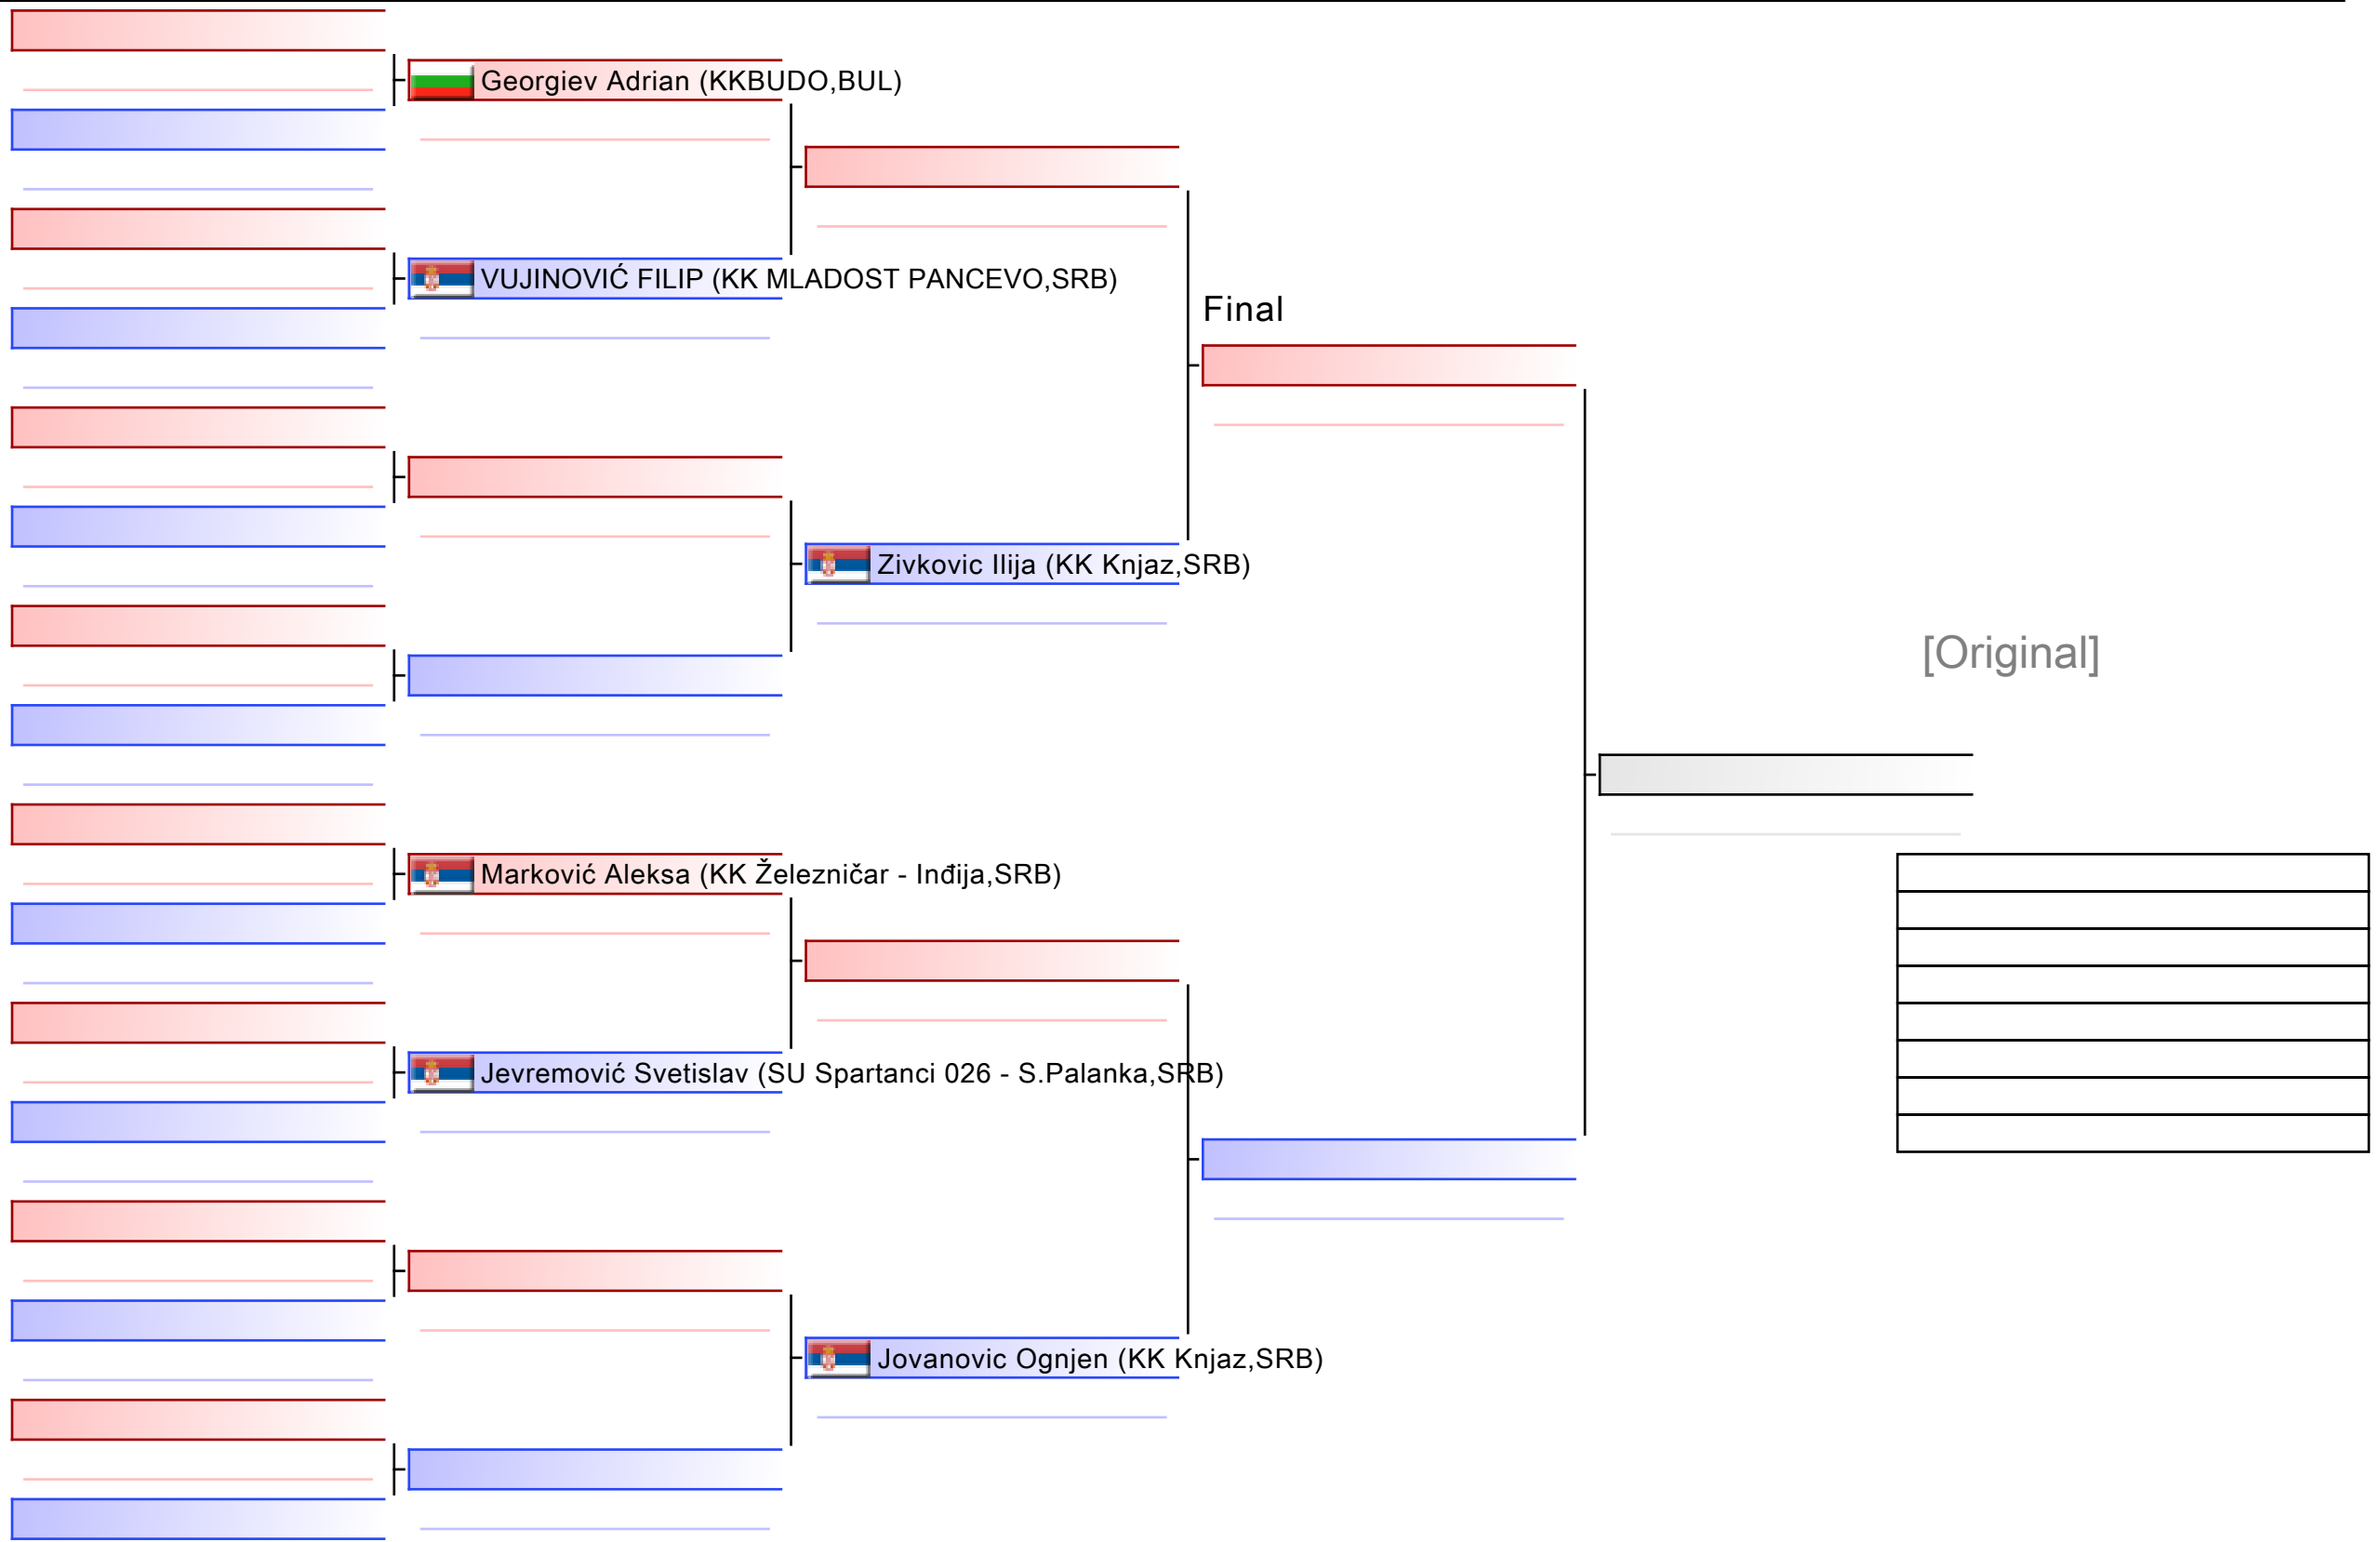 Georgiev Adrian (KKBUDO,BUL)
VUJINOVIĆ FILIP (KK MLADOST PANCEVO,SRB)
Final
Zivkovic Ilija (KK Knjaz,SRB)
[Original]
Marković Aleksa (KK Železničar - Inđija,SRB)
Jevremović Svetislav (SU Spartanci 026 - S.Palanka,SRB)
Jovanovic Ognjen (KK Knjaz,SRB)